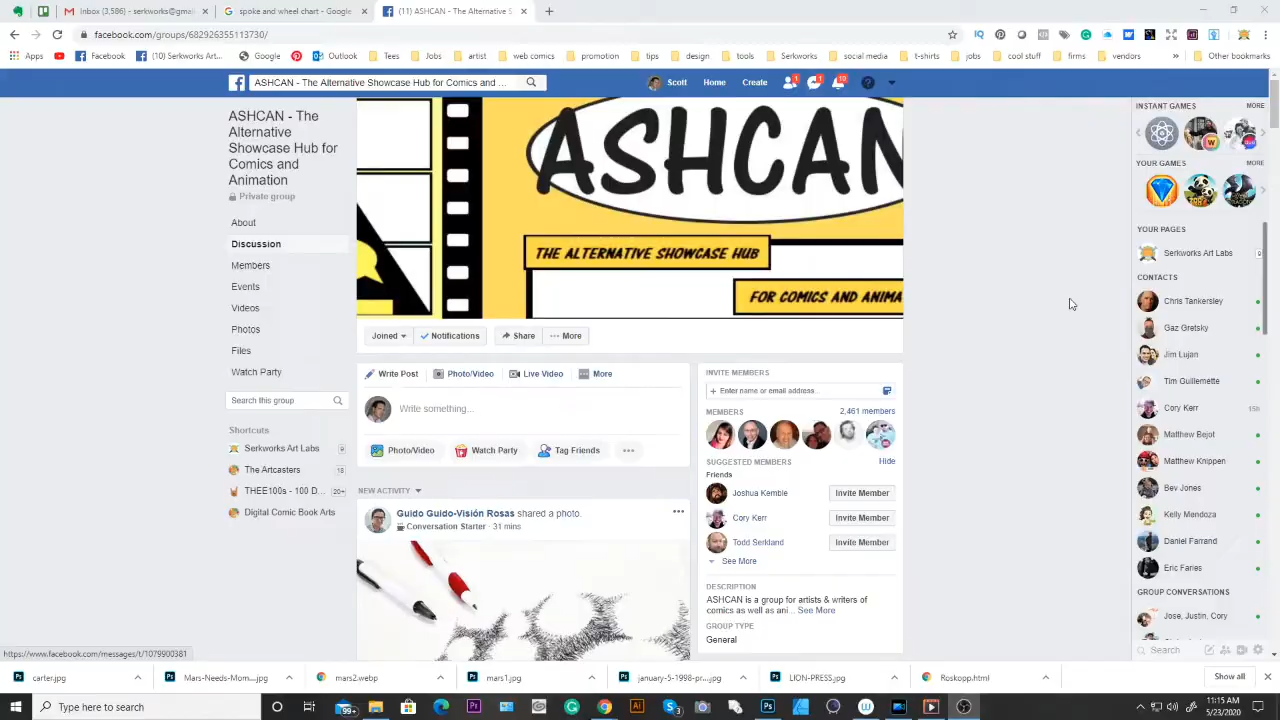 Inbox (3,586) - serkworks@gmai
spoke and wheel chart - Google
(11) ASHCAN - The Alternative S
facebook.com/groups/682926355113730/
Apps
Facebook
(10) Serkworks Art...
Google
Outlook
Tees
Jobs
artist
web comics
promotion
tips
design
tools
Serkworks
social media
t-shirts
jobs
cool stuff
firms
vendors
»
Other bookmarks
ASHCAN - The Alternative Showcase Hub for Comics and ...
Scott
Home
Create
1
1
10
ASHCAN - The
Alternative
Showcase Hub for
Comics and
Animation
Private group
About
Discussion
Members
Events
Videos
Photos
Files
Watch Party
Search this group
Shortcuts
Serkworks Art Labs 9
The Artcasters 18
THEE100s - 100 D... 20+
Digital Comic Book Arts
ASHCAN
THE ALTERNATIVE SHOWCASE HUB
FOR COMICS AND ANIMA
Joined
Notifications
Share
More
Write Post
Photo/Video
Live Video
More
Write something...
Photo/Video
Watch Party
Tag Friends
NEW ACTIVITY
Guido Guido-Visión Rosas shared a photo.
Conversation Starter · 31 mins
INVITE MEMBERS
+ Enter name or email address...
MEMBERS
2,461 members
SUGGESTED MEMBERS
Hide
Friends
Joshua Kemble
Invite Member
Cory Kerr
Invite Member
Todd Serkland
Invite Member
See More
DESCRIPTION
ASHCAN is a group for artists & writers of
comics as well as ani... See More
GROUP TYPE
General
INSTANT GAMES
MORE
YOUR GAMES
MORE
YOUR PAGES
Serkworks Art Labs
CONTACTS
Chris Tankersley
Gaz Gretsky
Jim Lujan
Tim Guillemette
Cory Kerr
15h
Matthew Bejot
Matthew Knippen
Bev Jones
Kelly Mendoza
Daniel Farrand
Eric Faries
GROUP CONVERSATIONS
Jose, Justin, Cory
Search
https://www.facebook.com/messages/t/1079900381
carter.jpg
Mars-Needs-Mom....jpg
mars2.webp
mars1.jpg
january-5-1998-pr....jpg
LION-PRESS.jpg
Roskopp.html
Show all
Type here to search
99+
11:15 AM
5/23/2020